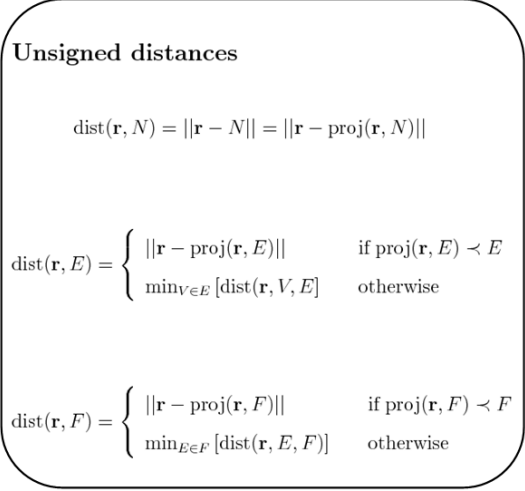 Unsigned distances
dist(r, N) = ||r − N|| = ||r − proj(r, N)||
dist(r, E) = { ||r − proj(r, E)|| if proj(r, E) ≺ E
min_{V∈E} [dist(r, V, E] otherwise
dist(r, F) = { ||r − proj(r, F)|| if proj(r, F) ≺ F
min_{E∈F} [dist(r, E, F)] otherwise